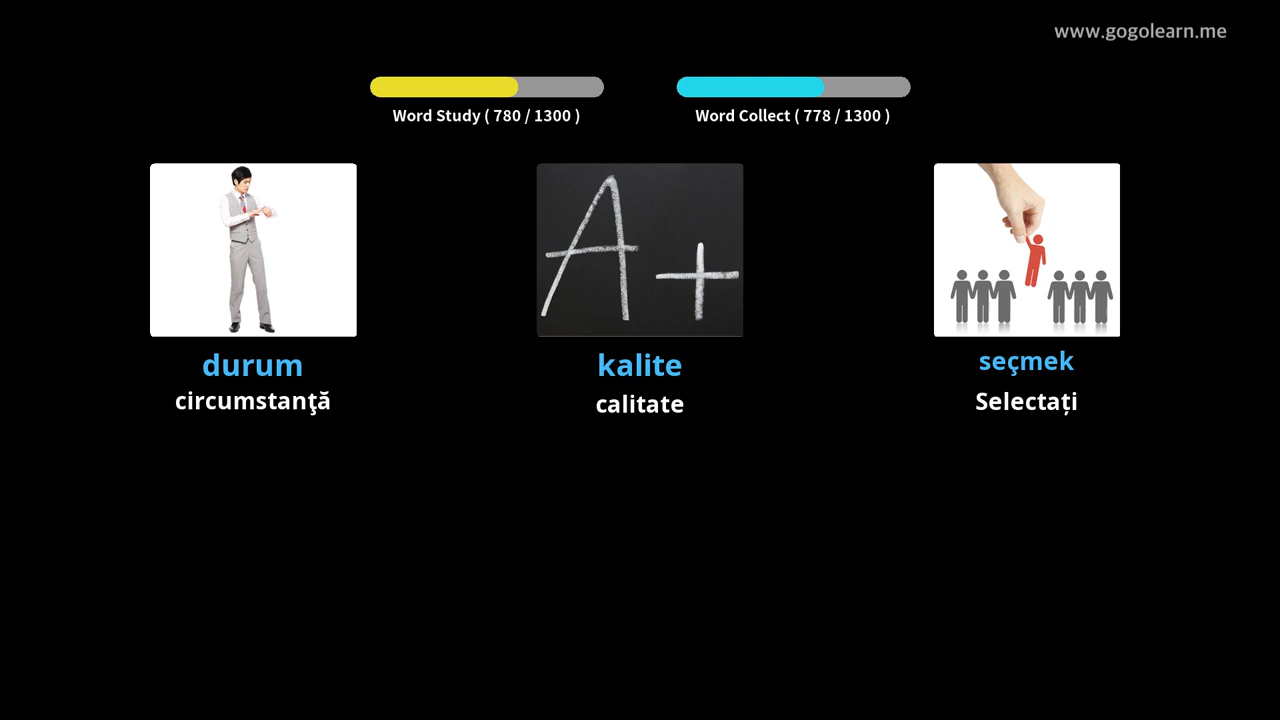 www.gogolearn.me
Word Study ( 780 / 1300 )
Word Collect ( 778 / 1300 )
A+
durum
kalite
seçmek
circumstanţă
calitate
Selectați